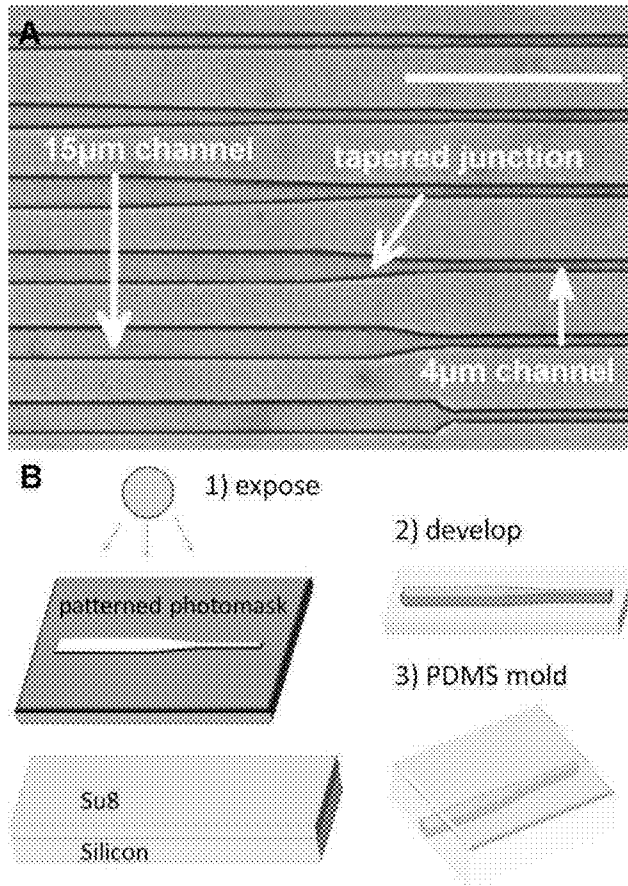 A
15μm channel
tapered junction
4μm channel
B
1) expose
2) develop
patterned photomask
3) PDMS mold
Su8
Silicon